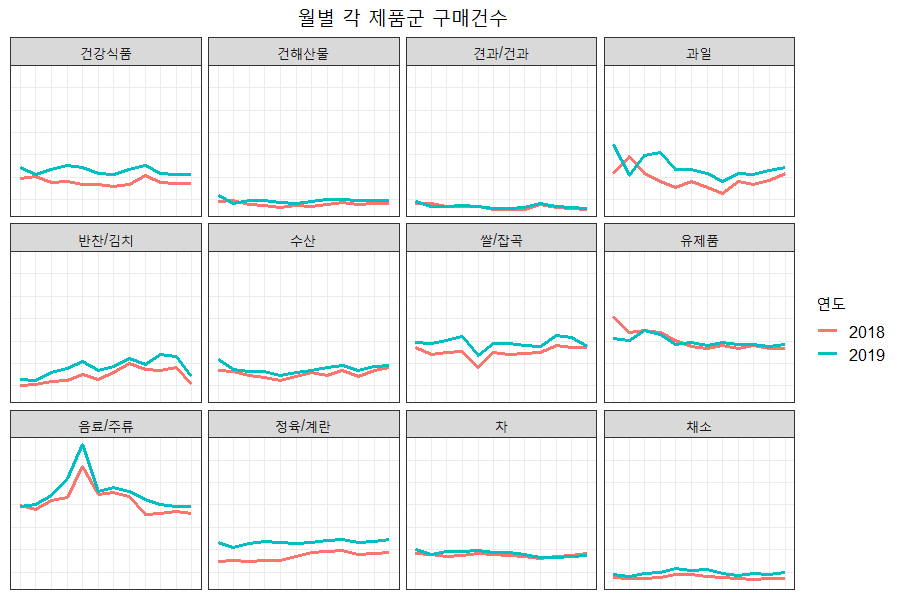 월별 각 제품군 구매건수
건강식품
건해산물
견과/건과
과일
반찬/김치
수산
쌀/잡곡
유제품
음료/주류
정육/계란
차
채소
연도
2018
2019